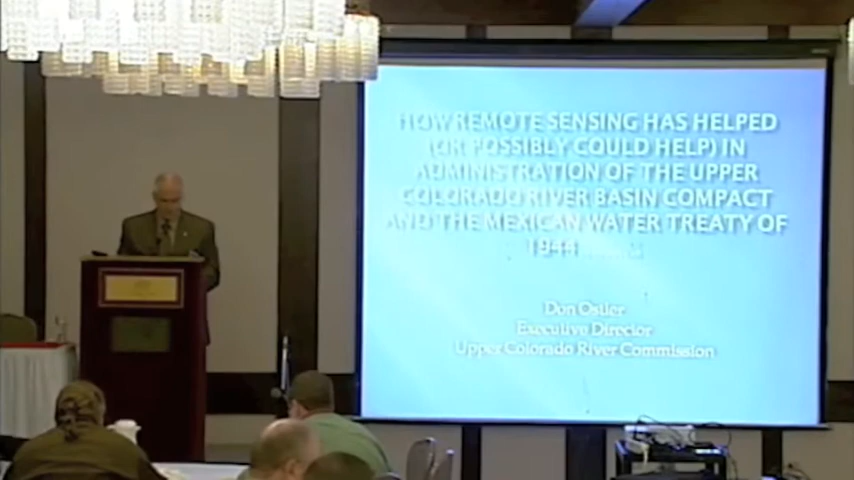 HOW REMOTE SENSING HAS HELPED
(OR POSSIBLY COULD HELP) IN
ADMINISTRATION OF THE UPPER
COLORADO RIVER BASIN COMPACT
AND THE MEXICAN WATER TREATY OF
1944
Don Ostler
Executive Director
Upper Colorado River Commission